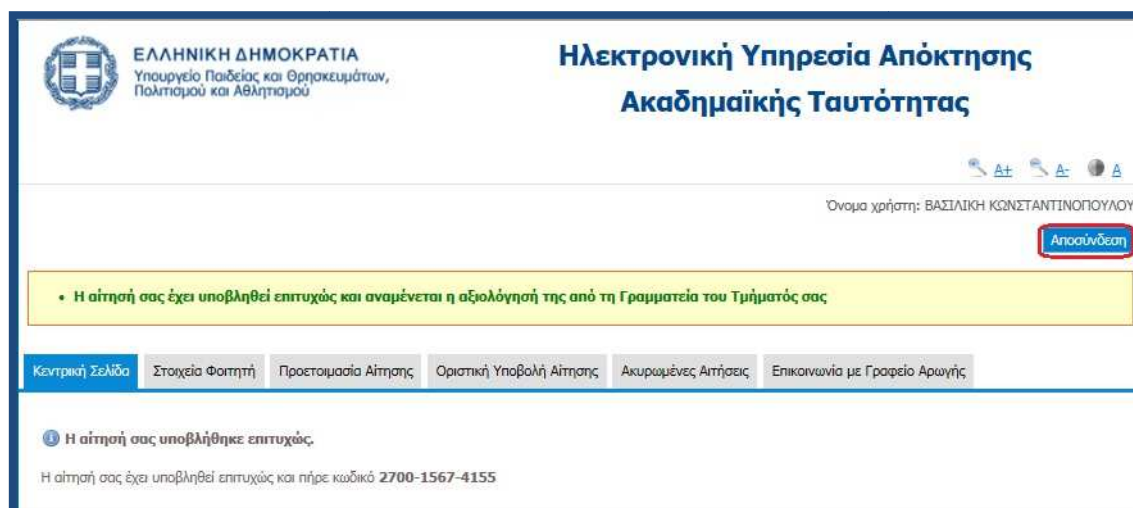 ΕΛΛΗΝΙΚΗ ΔΗΜΟΚΡΑΤΙΑ
Υπουργείο Παιδείας και Θρησκευμάτων,
Πολιτισμού και Αθλητισμού
Ηλεκτρονική Υπηρεσία Απόκτησης
Ακαδημαϊκής Ταυτότητας
A+ A- A
Όνομα χρήστη: ΒΑΣΙΛΙΚΗ ΚΩΝΣΤΑΝΤΙΝΟΠΟΥΛΟΥ
Αποσύνδεση
• Η αίτησή σας έχει υποβληθεί επιτυχώς και αναμένεται η αξιολόγησή της από τη Γραμματεία του Τμήματός σας
Κεντρική Σελίδα Στοιχεία Φοιτητή Προετοιμασία Αίτησης Οριστική Υποβολή Αίτησης Ακυρωμένες Αιτήσεις Επικοινωνία με Γραφείο Αρωγής
Η αίτησή σας υποβλήθηκε επιτυχώς.
Η αίτησή σας έχει υποβληθεί επιτυχώς και πήρε κωδικό 2700-1567-4155